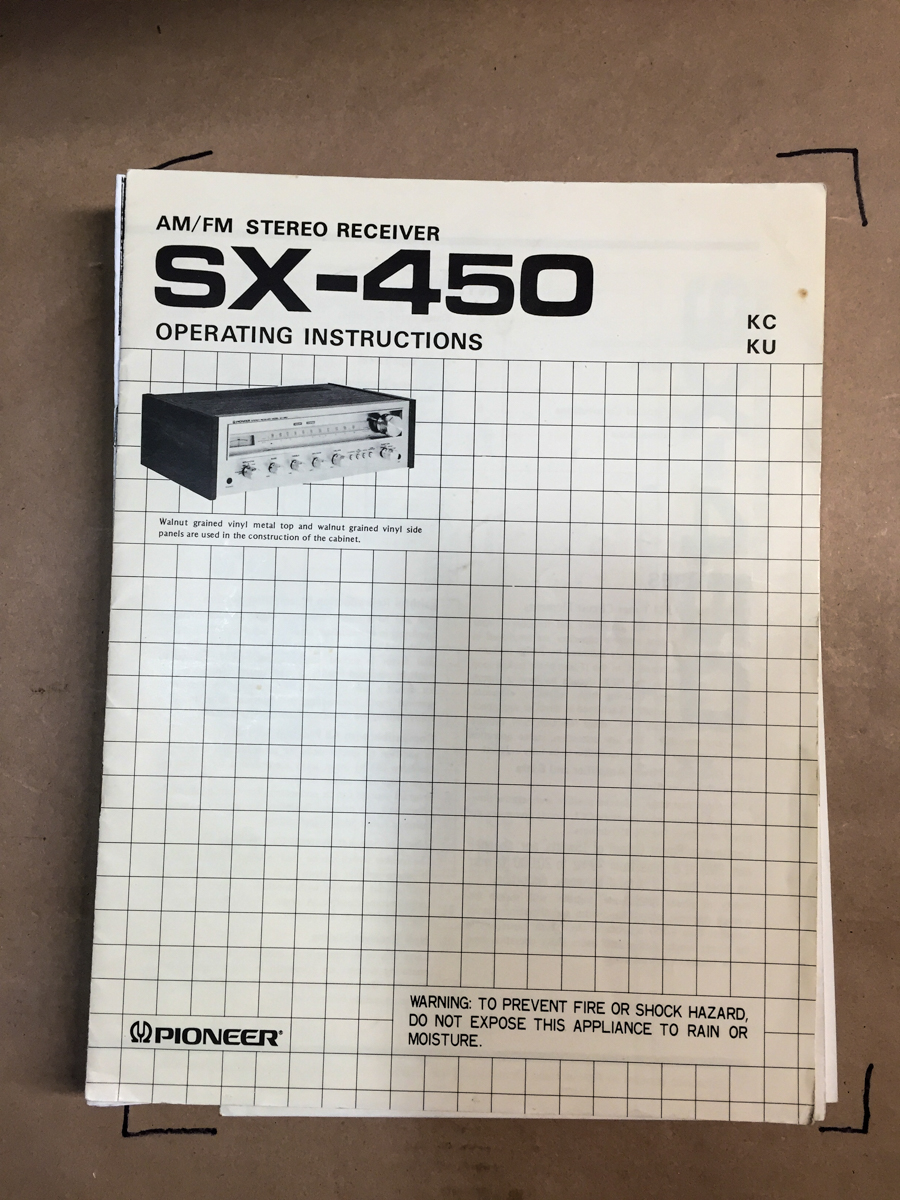 AM/FM STEREO RECEIVER
SX-450
OPERATING INSTRUCTIONS
KC
KU
PIONEER
Walnut grained vinyl metal top and walnut grained vinyl side
panels are used in the construction of the cabinet.
WARNING: TO PREVENT FIRE OR SHOCK HAZARD,
DO NOT EXPOSE THIS APPLIANCE TO RAIN OR
MOISTURE.
PIONEER®